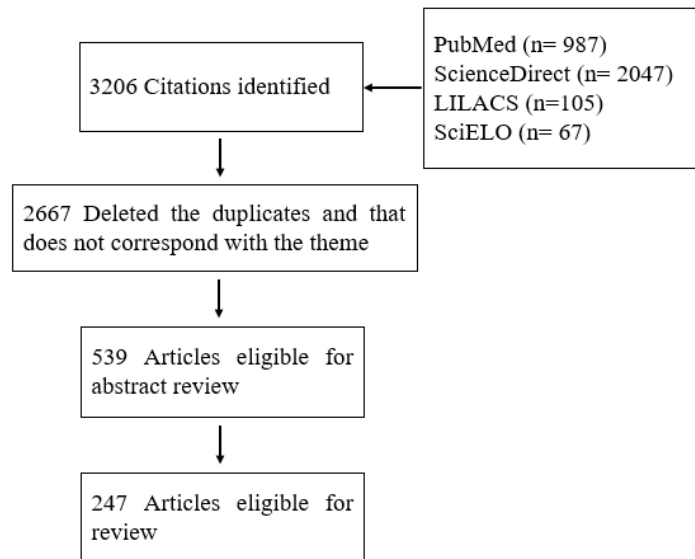 3206 Citations identified
PubMed (n= 987)
ScienceDirect (n= 2047)
LILACS (n=105)
SciELO (n= 67)
2667 Deleted the duplicates and that
does not correspond with the theme
539 Articles eligible for
abstract review
247 Articles eligible for
review